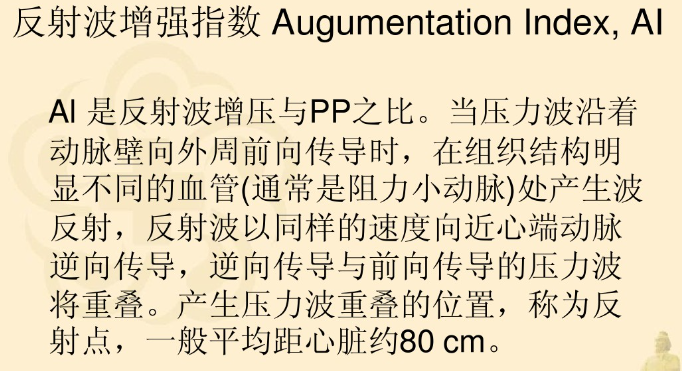 反射波增强指数 Augumentation Index, AI
AI 是反射波增压与PP之比。当压力波沿着
动脉壁向外周前向传导时，在组织结构明
显不同的血管(通常是阻力小动脉)处产生波
反射，反射波以同样的速度向近心端动脉
逆向传导，逆向传导与前向传导的压力波
将重叠。产生压力波重叠的位置，称为反
射点，一般平均距心脏约80 cm。